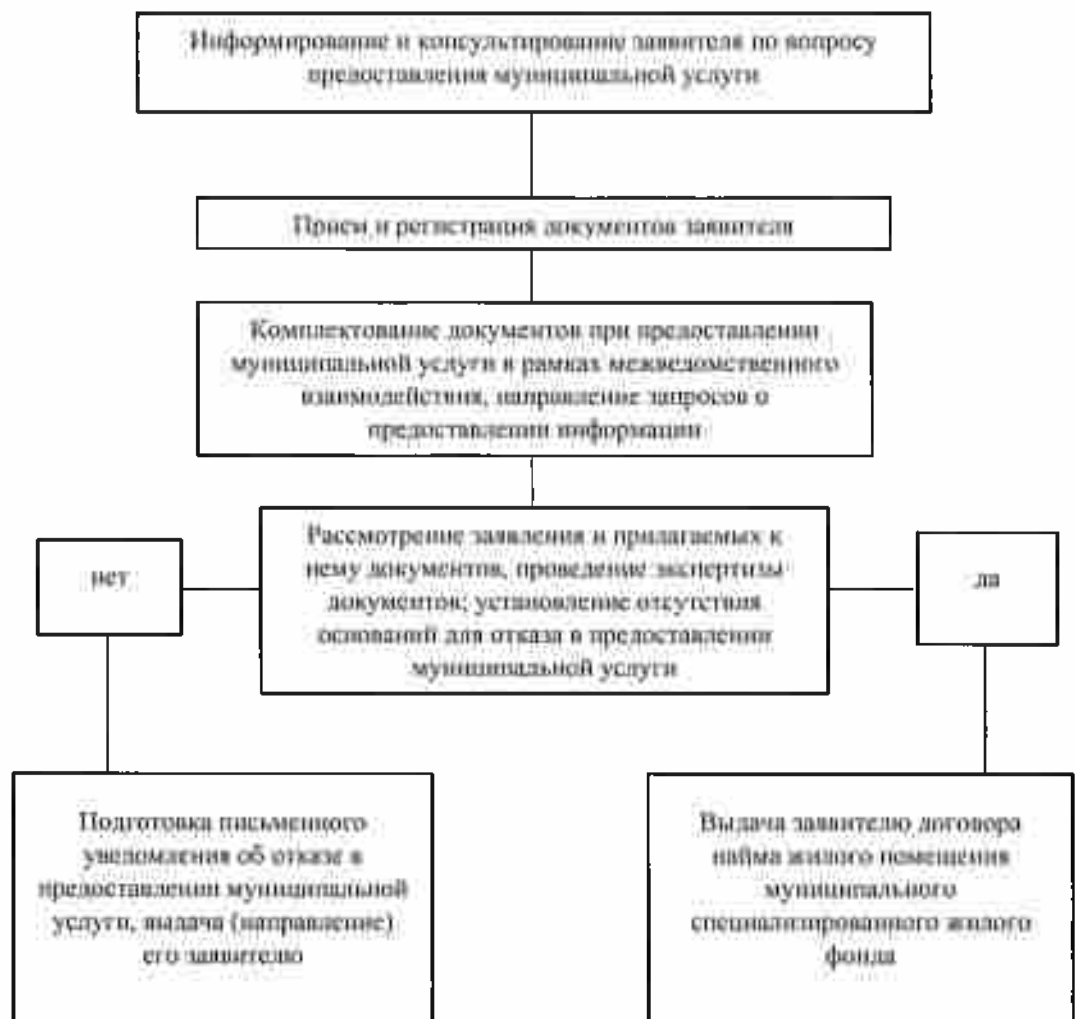 Информирование и консультирование заявителя по вопросу
предоставления муниципальной услуги
Прием и регистрация документов заявителя
Комплектование документов при предоставлении
муниципальной услуги в рамках межведомственного
взаимодействия, направление запросов о
предоставлении информации
Рассмотрение заявления и прилагаемых к
нему документов, проведение экспертизы
документов; установление отсутствия
оснований для отказа в предоставлении
муниципальной услуги
нет
да
Подготовка письменного
уведомления об отказе в
предоставлении муниципальной
услуги, выдача (направление)
его заявителю
Выдача заявителю договора
найма жилого помещения
муниципального
специализированного жилого
фонда